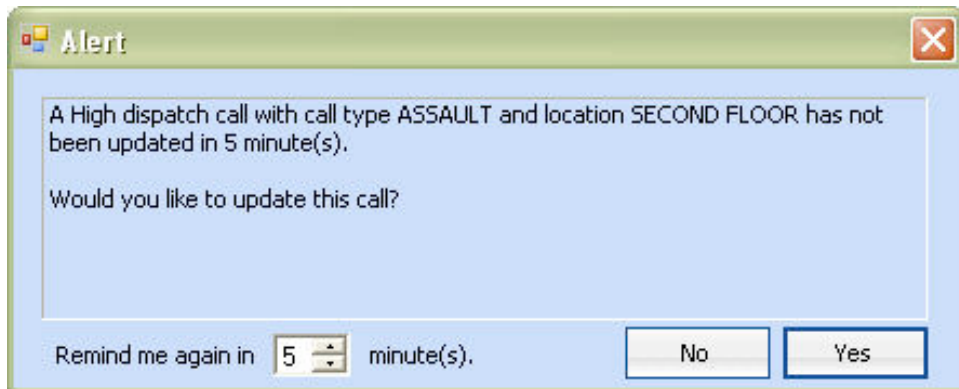 Alert
A High dispatch call with call type ASSAULT and location SECOND FLOOR has not
been updated in 5 minute(s).
Would you like to update this call?
Remind me again in 5 minute(s). No Yes